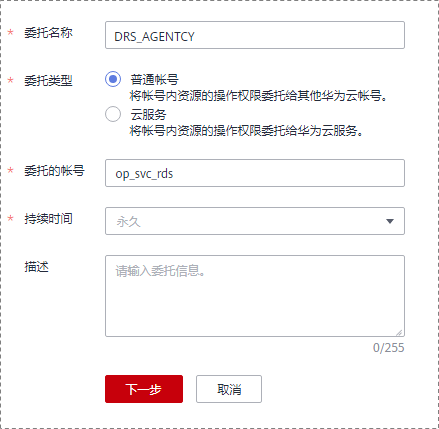 * 委托名称 DRS_AGENTCY
* 委托类型 普通帐号
将帐号内资源的操作权限委托给其他华为云帐号。
云服务
将帐号内资源的操作权限委托给华为云服务。
* 委托的帐号 op_svc_rds
* 持续时间 永久
描述 请输入委托信息。
0/255
下一步 取消